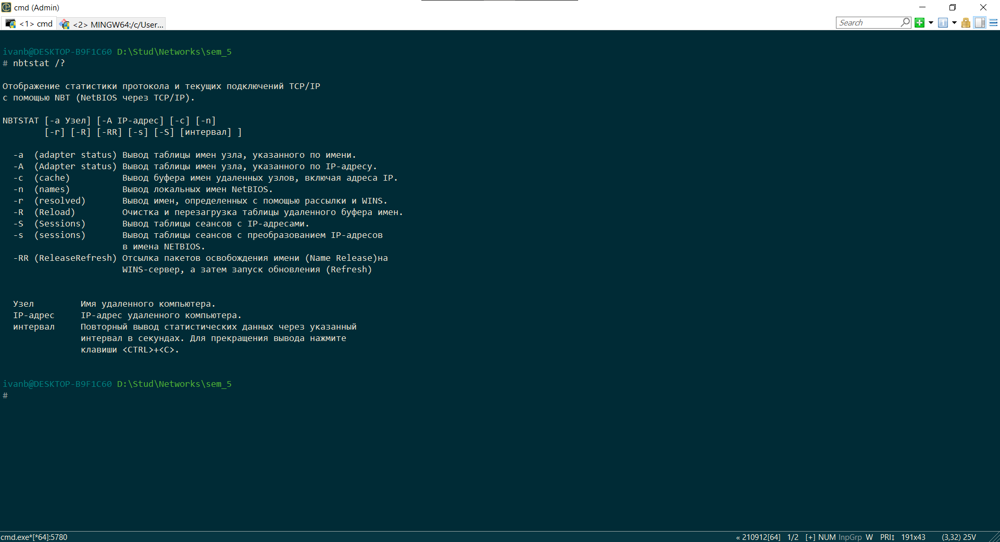 cmd (Admin)
<1> cmd
<2> MINGW64:/c/User...
Search
ivanb@DESKTOP-B9F1C60 D:\Stud\Networks\sem_5
# nbtstat /?
Отображение статистики протокола и текущих подключений TCP/IP
с помощью NBT (NetBIOS через TCP/IP).
NBTSTAT [-a Узел] [-A IP-адрес] [-c] [-n]
[-r] [-R] [-RR] [-s] [-S] [интервал] ]
-a (adapter status) Вывод таблицы имен узла, указанного по имени.
-A (Adapter status) Вывод таблицы имен узла, указанного по IP-адресу.
-c (cache) Вывод буфера имен удаленных узлов, включая адреса IP.
-n (names) Вывод локальных имен NetBIOS.
-r (resolved) Вывод имен, определенных с помощью рассылки и WINS.
-R (Reload) Очистка и перезагрузка таблицы удаленного буфера имен.
-S (Sessions) Вывод таблицы сеансов с IP-адресами.
-s (sessions) Вывод таблицы сеансов с преобразованием IP-адресов
в имена NETBIOS.
-RR (ReleaseRefresh) Отсылка пакетов освобождения имени (Name Release)на
WINS-сервер, а затем запуск обновления (Refresh)
Узел Имя удаленного компьютера.
IP-адрес IP-адрес удаленного компьютера.
интервал Повторный вывод статистических данных через указанный
интервал в секундах. Для прекращения вывода нажмите
клавиши <CTRL>+<C>.
ivanb@DESKTOP-B9F1C60 D:\Stud\Networks\sem_5
#
cmd.exe*[*64]:5780
« 210912[64] 1/2 [+] NUM InpGrp W PRI↕ 191x43 (3,32) 25V